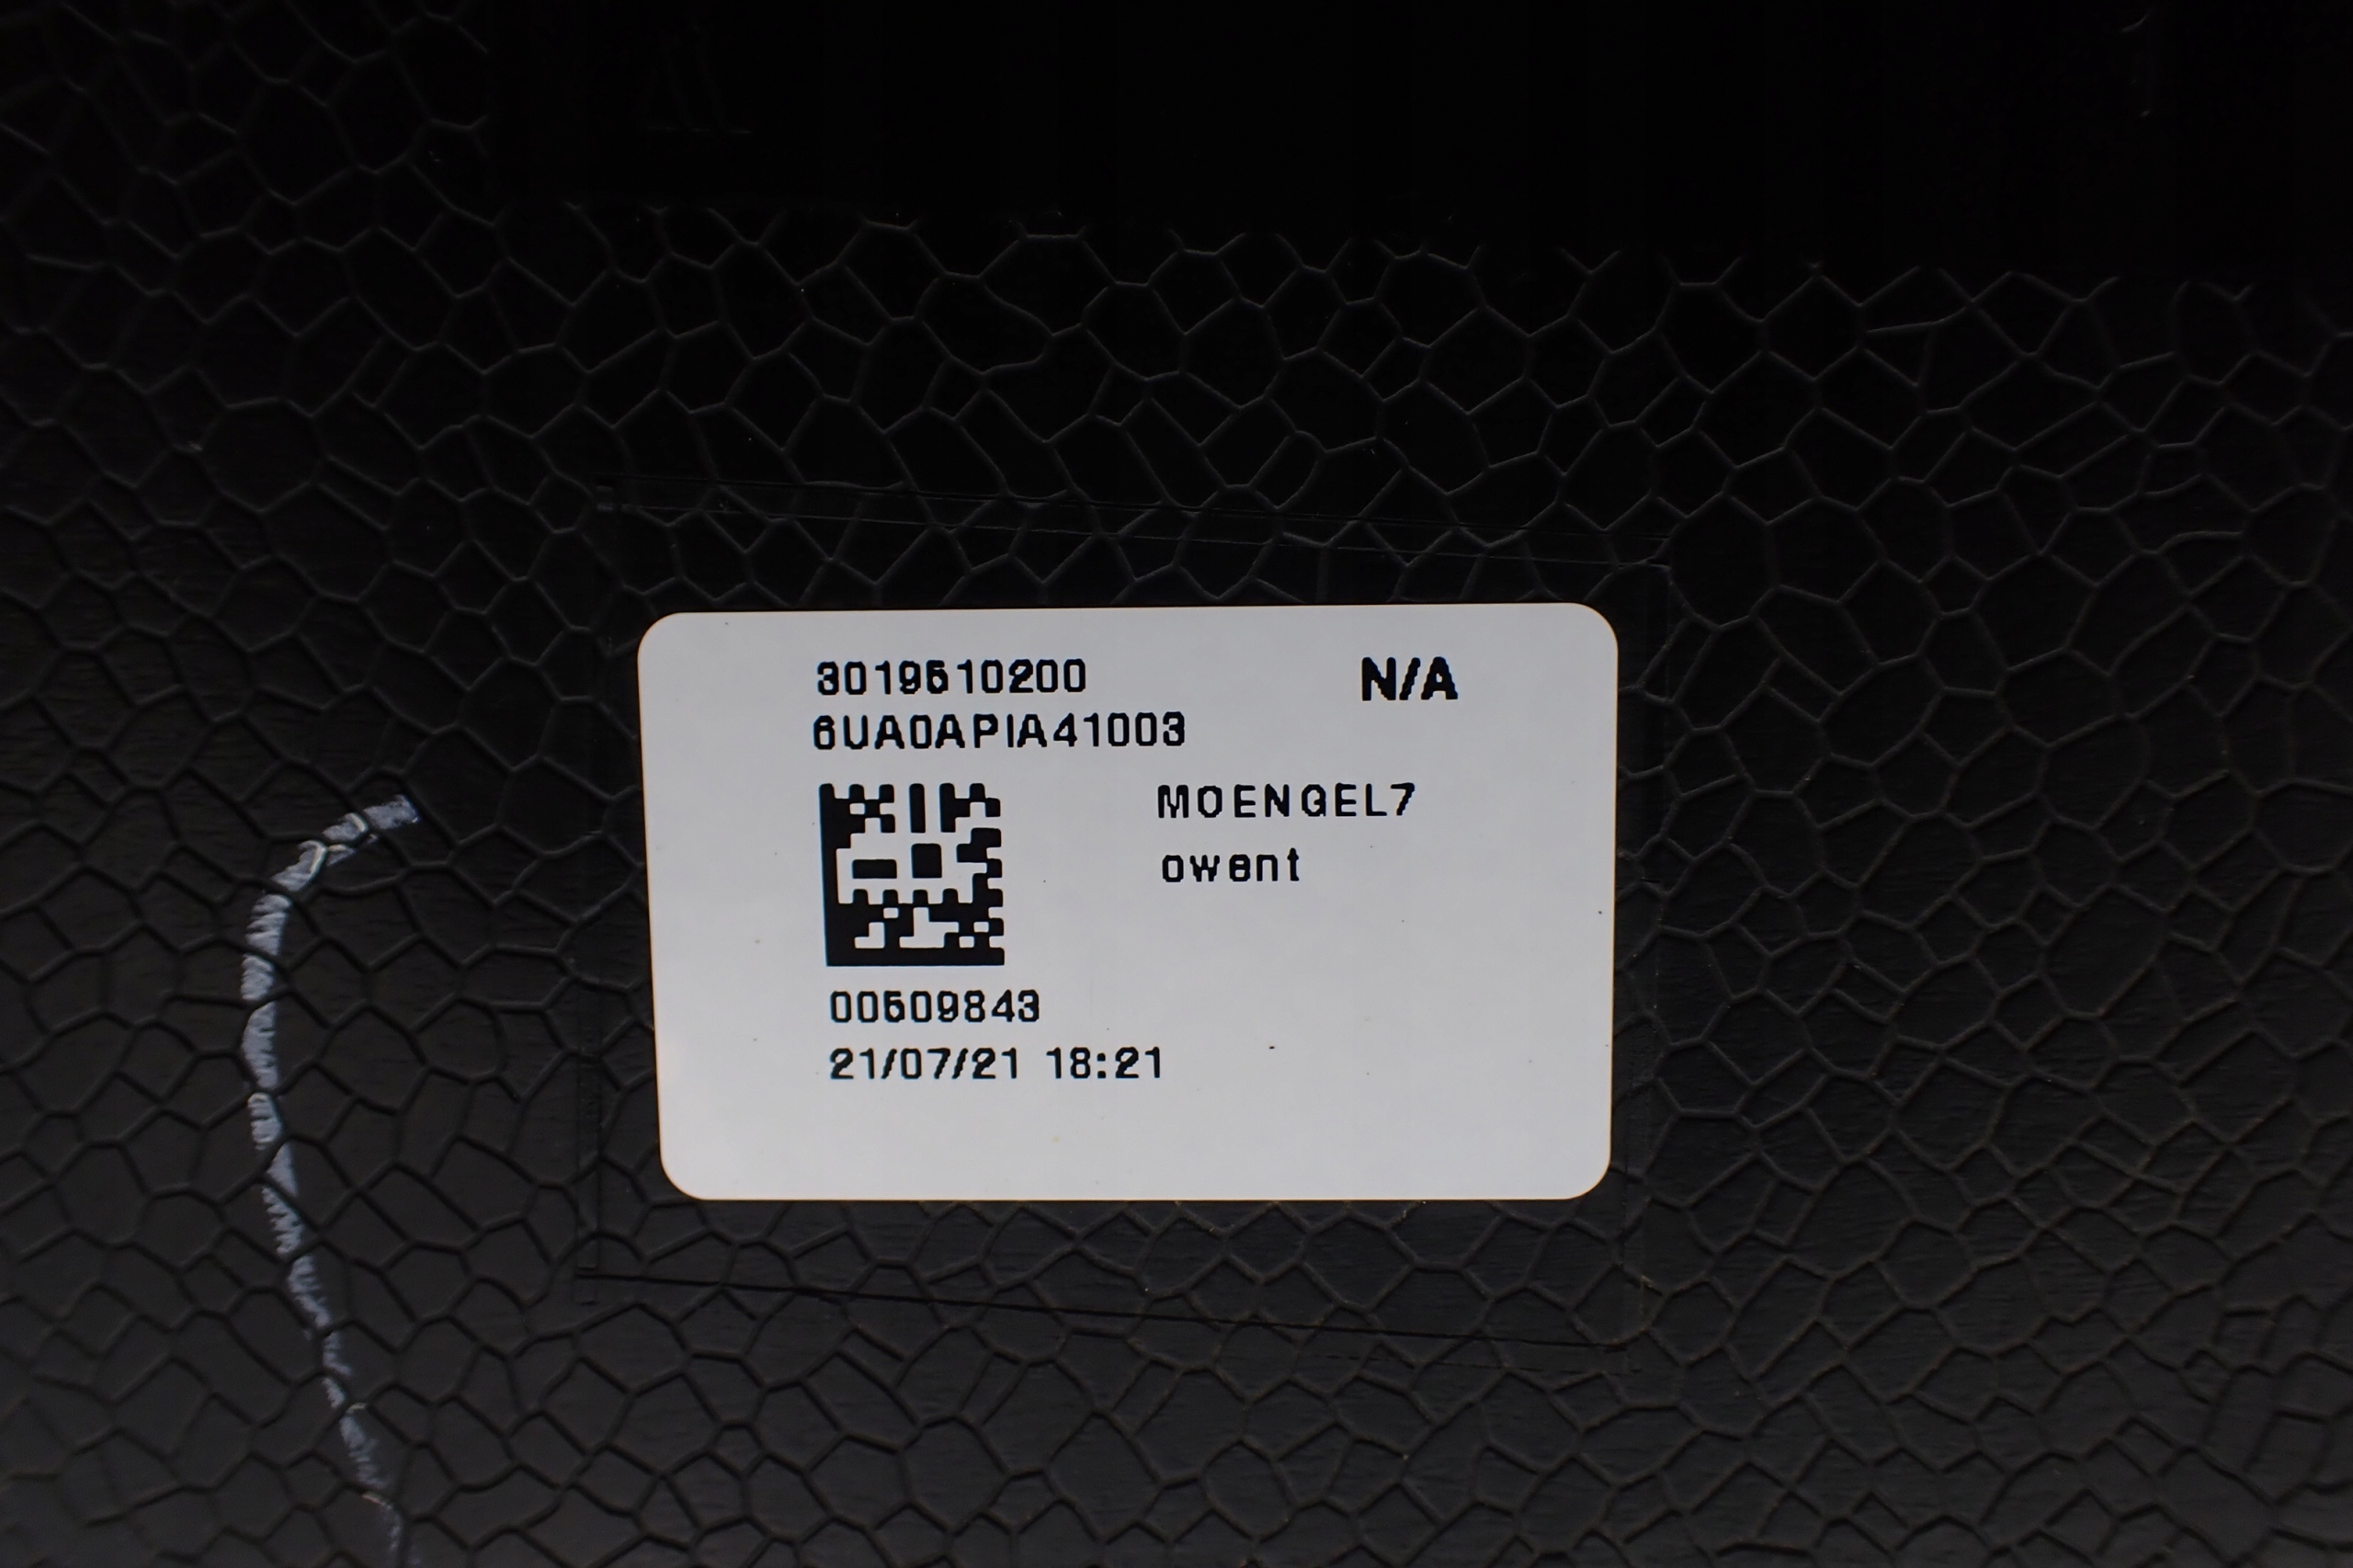 3019510200 N/A
6UA0APIA41003
MOENGEL7
owent
00509843
21/07/21 18:21